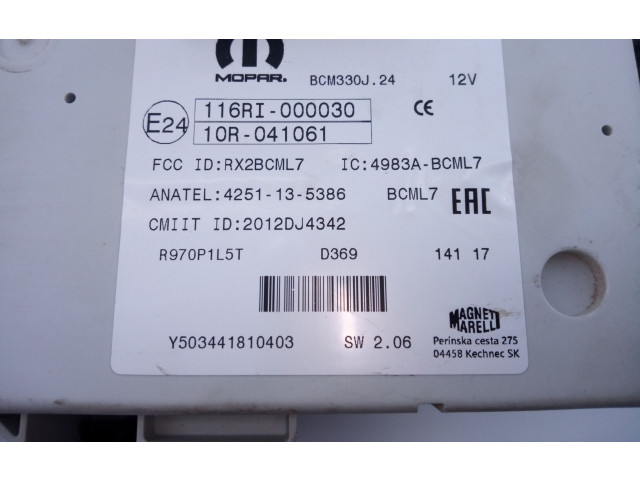 MOPAR. BCM330J.24 12V
E24 116RI-000030 CE
10R-041061
FCC ID:RX2BCML7 IC:4983A-BCML7
ANATEL:4251-13-5386 BCML7 EAC
CMIIT ID:2012DJ4342
R970P1L5T D369 141 17
Y503441810403 SW 2.06
MAGNETI
MARELLI
Perinska cesta 275
04458 Kechnec SK